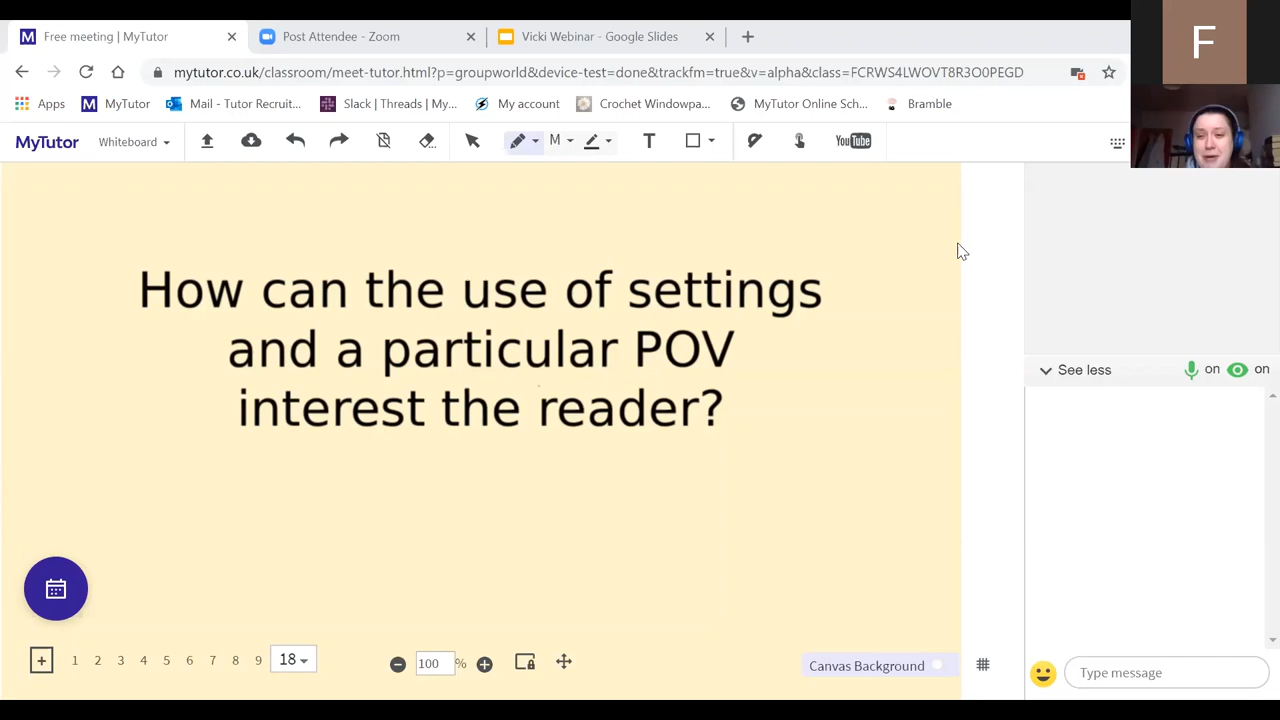 Free meeting | MyTutor
Post Attendee - Zoom
Vicki Webinar - Google Slides
F
mytutor.co.uk/classroom/meet-tutor.html?p=groupworld&device-test=done&trackfm=true&v=alpha&class=FCRWS4LWOVT8R3O0PEGD
Apps
MyTutor
Mail - Tutor Recruit...
Slack | Threads | My...
My account
Crochet Windowpa...
MyTutor Online Sch...
Bramble
MyTutor Whiteboard M T YouTube
How can the use of settings
and a particular POV
interest the reader?
See less on on
+ 1 2 3 4 5 6 7 8 9 18 100 %
Canvas Background
Type message